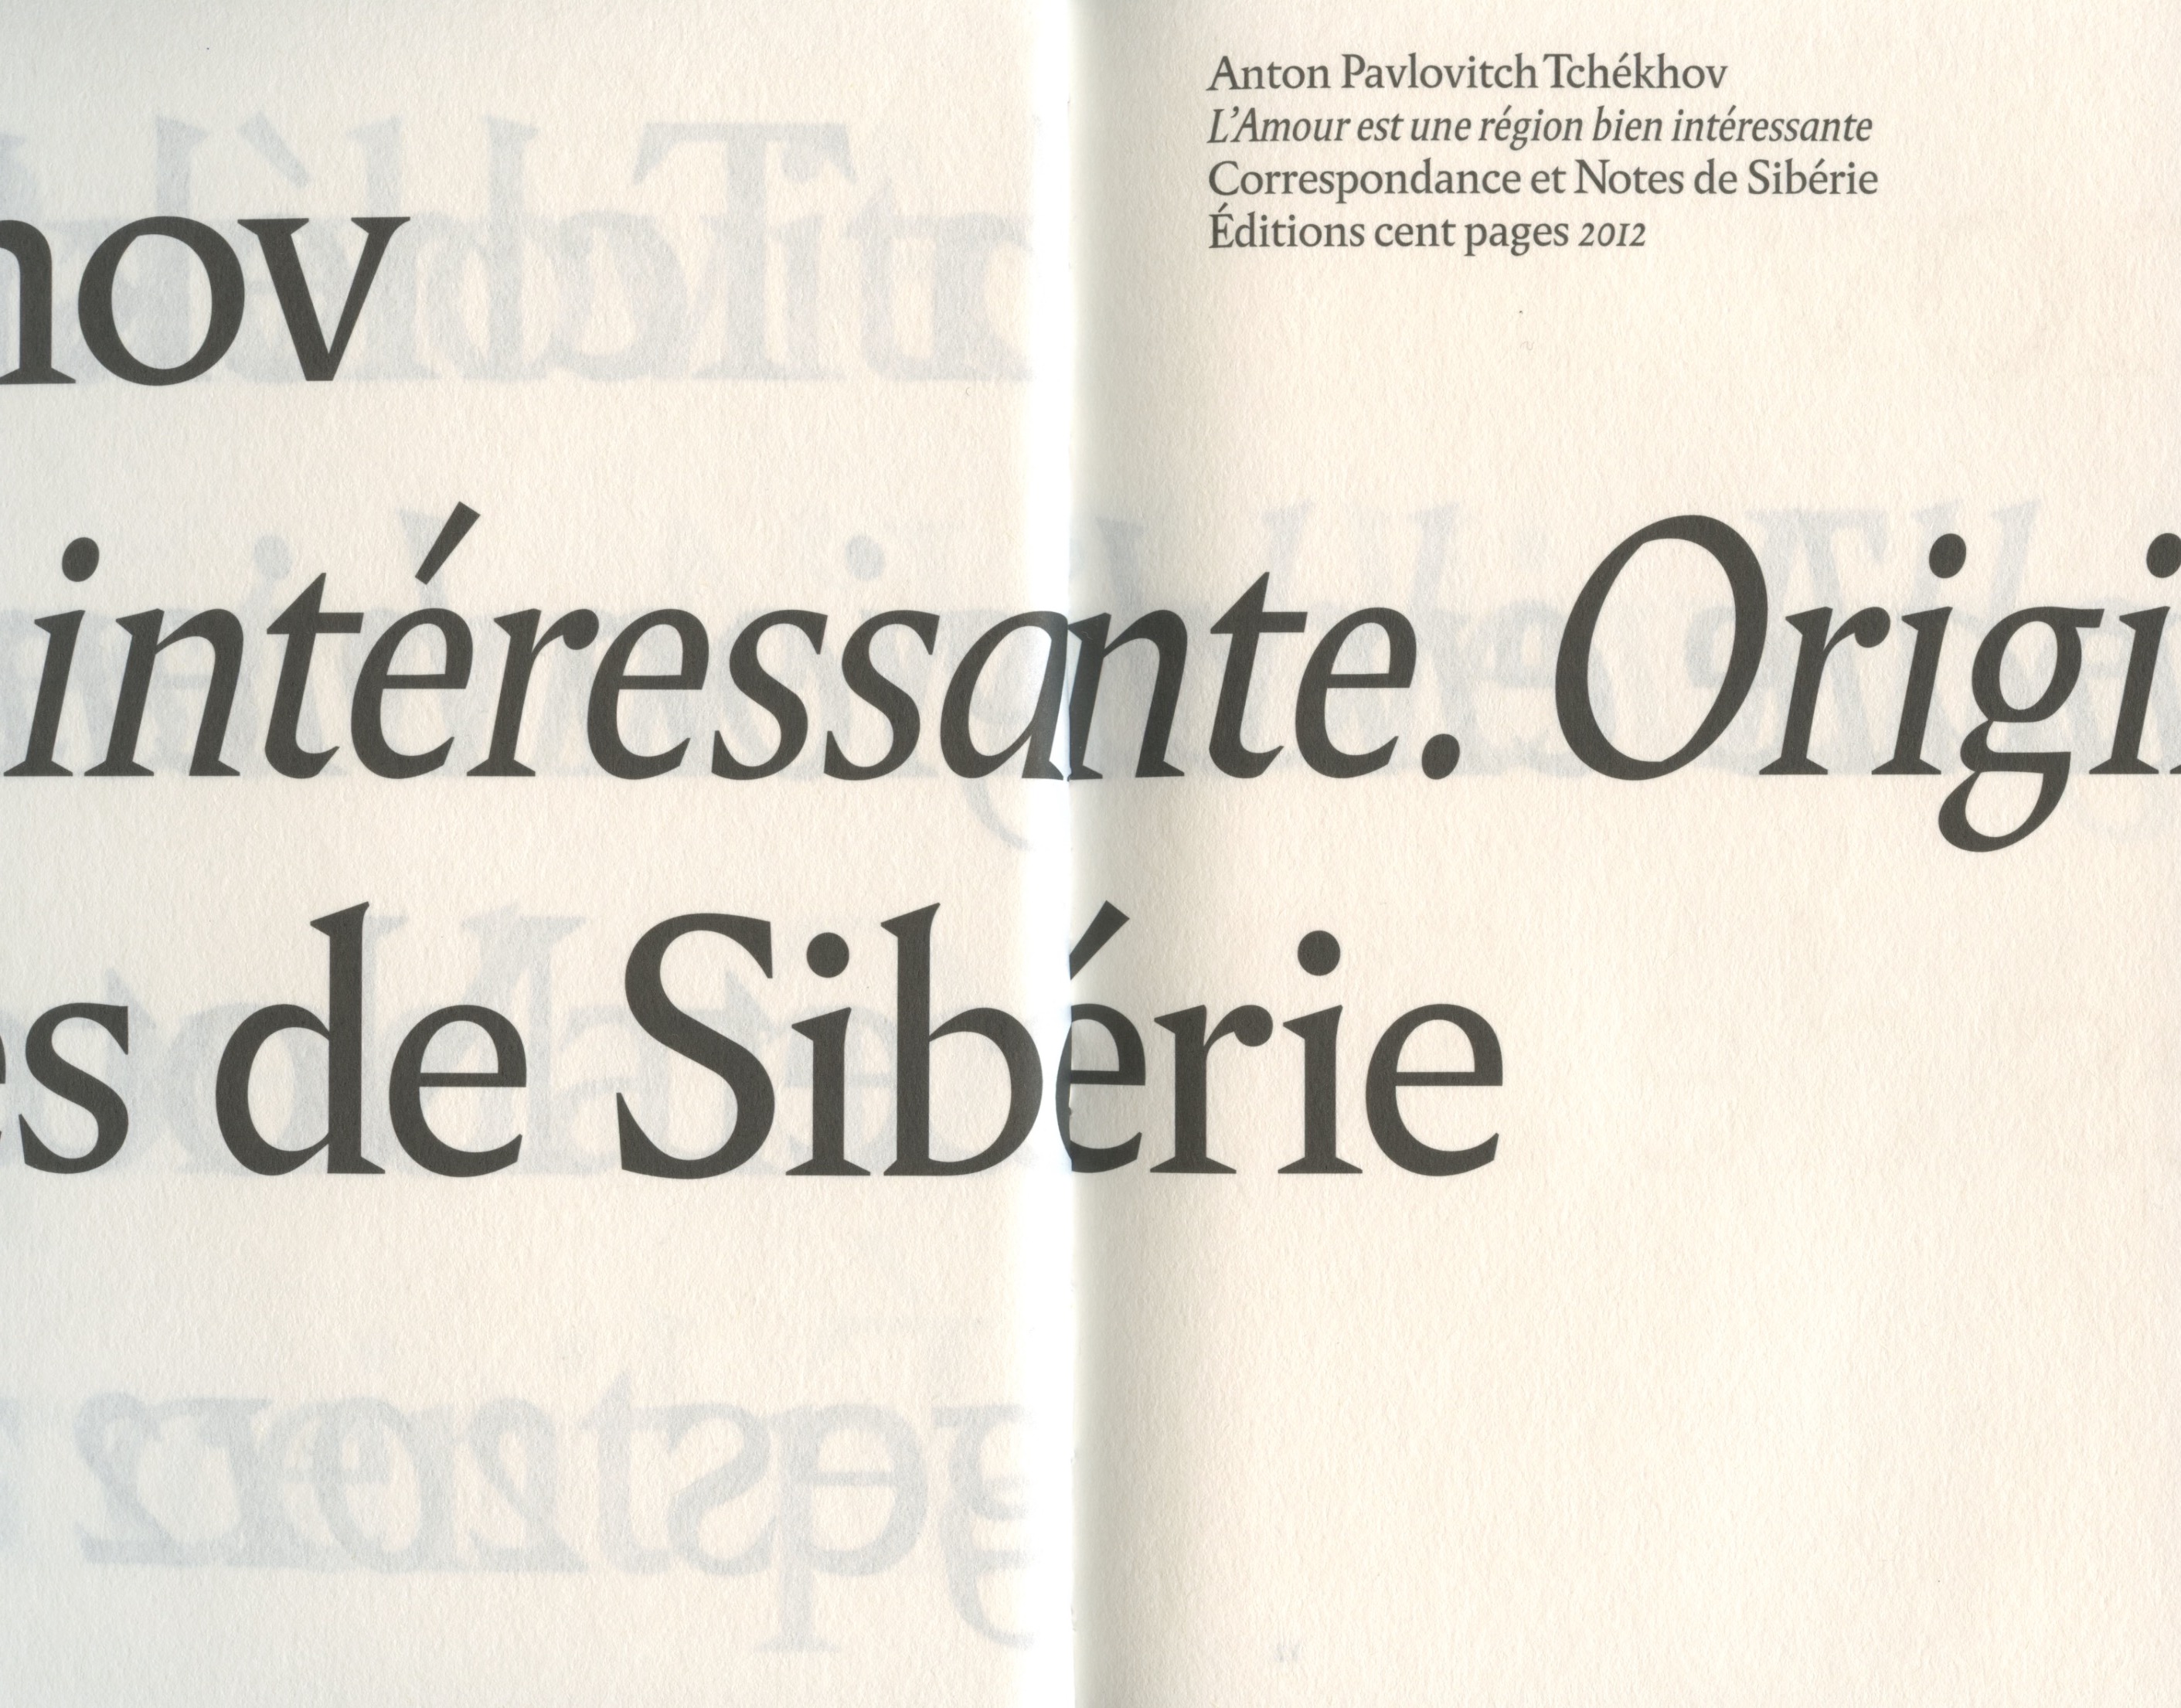 Anton Pavlovitch Tchékhov
L’Amour est une région bien intéressante
Correspondance et Notes de Sibérie
Éditions cent pages 2012
hov
intéressante. Origi
es de Sibérie